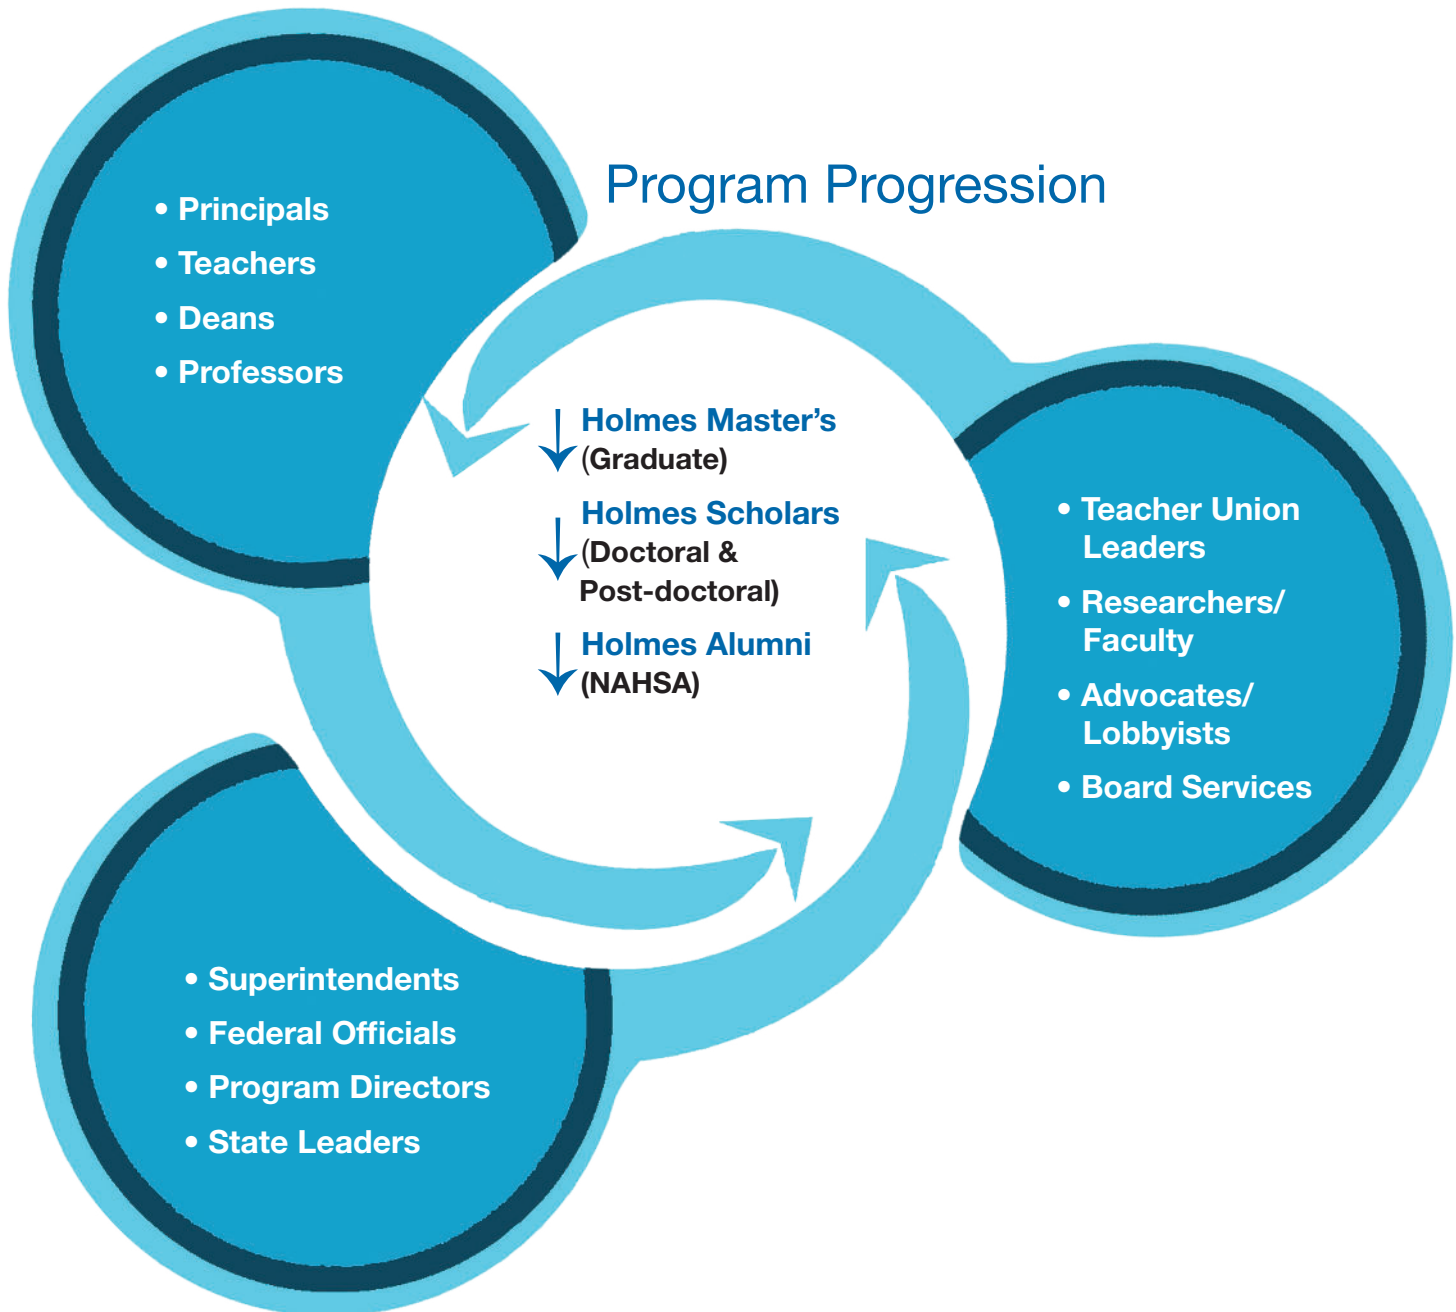 Program Progression
• Principals
• Teachers
• Deans
• Professors
Holmes Master’s
(Graduate)
Holmes Scholars
(Doctoral &
Post-doctoral)
Holmes Alumni
(NAHSA)
• Teacher Union
Leaders
• Researchers/
Faculty
• Advocates/
Lobbyists
• Board Services
• Superintendents
• Federal Officials
• Program Directors
• State Leaders